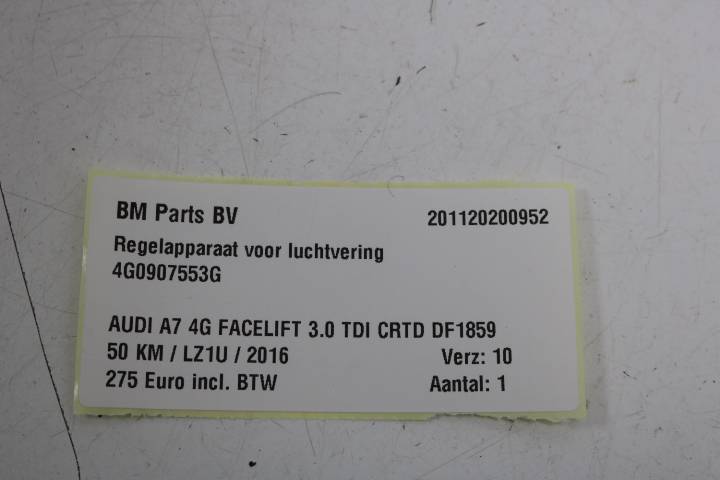 BM Parts BV 201120200952
Regelapparaat voor luchtvering
4G0907553G
AUDI A7 4G FACELIFT 3.0 TDI CRTD DF1859
50 KM / LZ1U / 2016 Verz: 10
275 Euro incl. BTW Aantal: 1